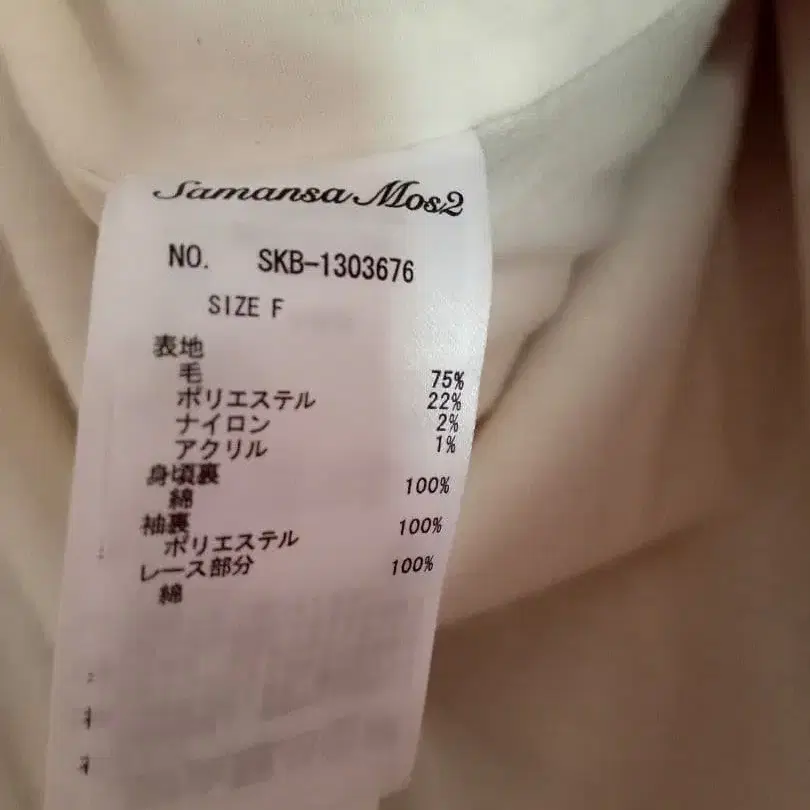 Samansa Mos2
NO. SKB-1303676
SIZE F
表地
毛 75%
ポリエステル 22%
ナイロン 2%
アクリル 1%
身頃裏
綿 100%
袖裏
ポリエステル 100%
レース部分
綿 100%